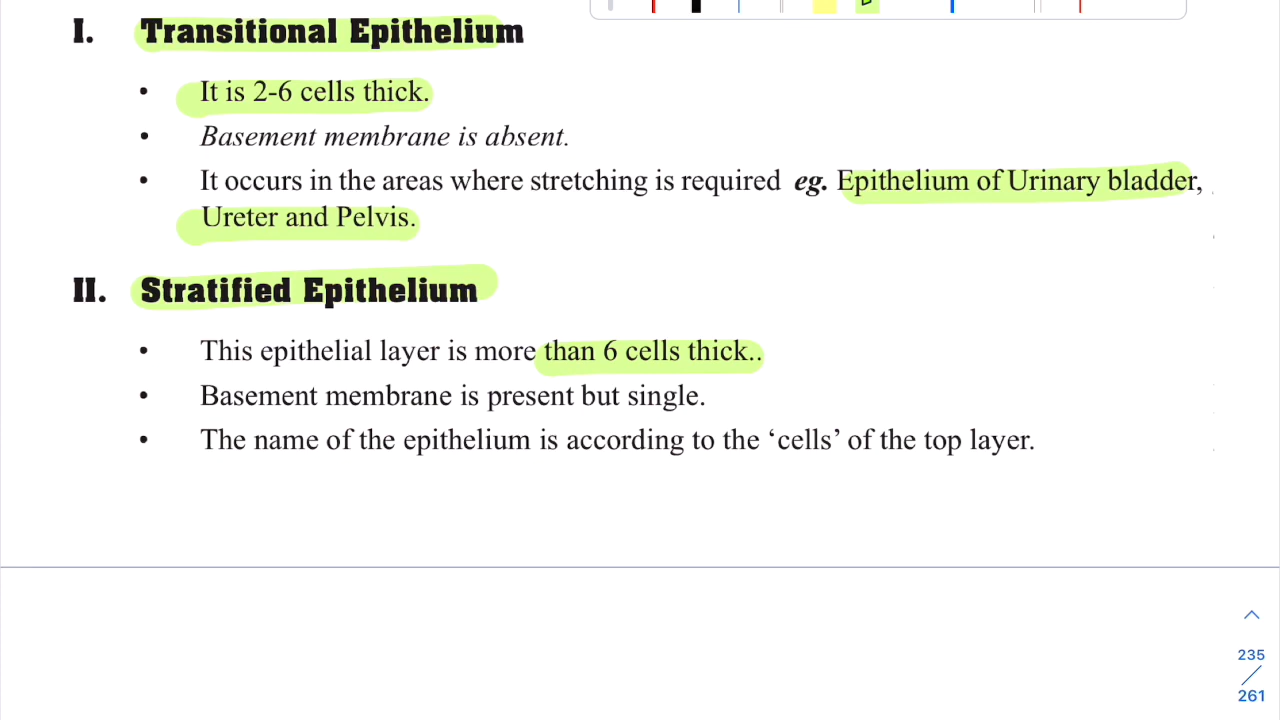 I. Transitional Epithelium
• It is 2-6 cells thick.
• Basement membrane is absent.
• It occurs in the areas where stretching is required eg. Epithelium of Urinary bladder,
Ureter and Pelvis.
II. Stratified Epithelium
• This epithelial layer is more than 6 cells thick..
• Basement membrane is present but single.
• The name of the epithelium is according to the ‘cells’ of the top layer.
235
261